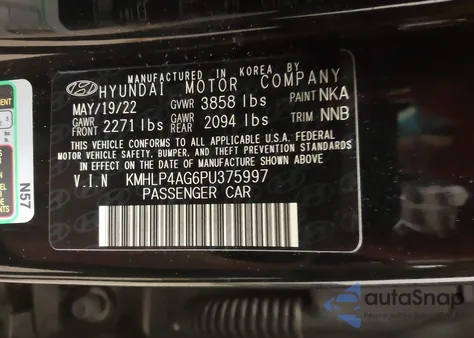 MANUFACTURED IN KOREA BY
HYUNDAI MOTOR COMPANY
MAY/19/22 GVWR 3858 lbs PAINT NKA
GAWR FRONT 2271 lbs GAWR REAR 2094 lbs TRIM NNB
THIS VEHICLE CONFORMS TO ALL APPLICABLE U.S.A. FEDERAL
MOTOR VEHICLE SAFETY, BUMPER, AND THEFT PREVENTION STANDARDS
IN EFFECT ON THE DATE OF MANUFACTURE SHOWN ABOVE.
V.I.N KMHLP4AG6PU375997
PASSENGER CAR
N57
autoSnap